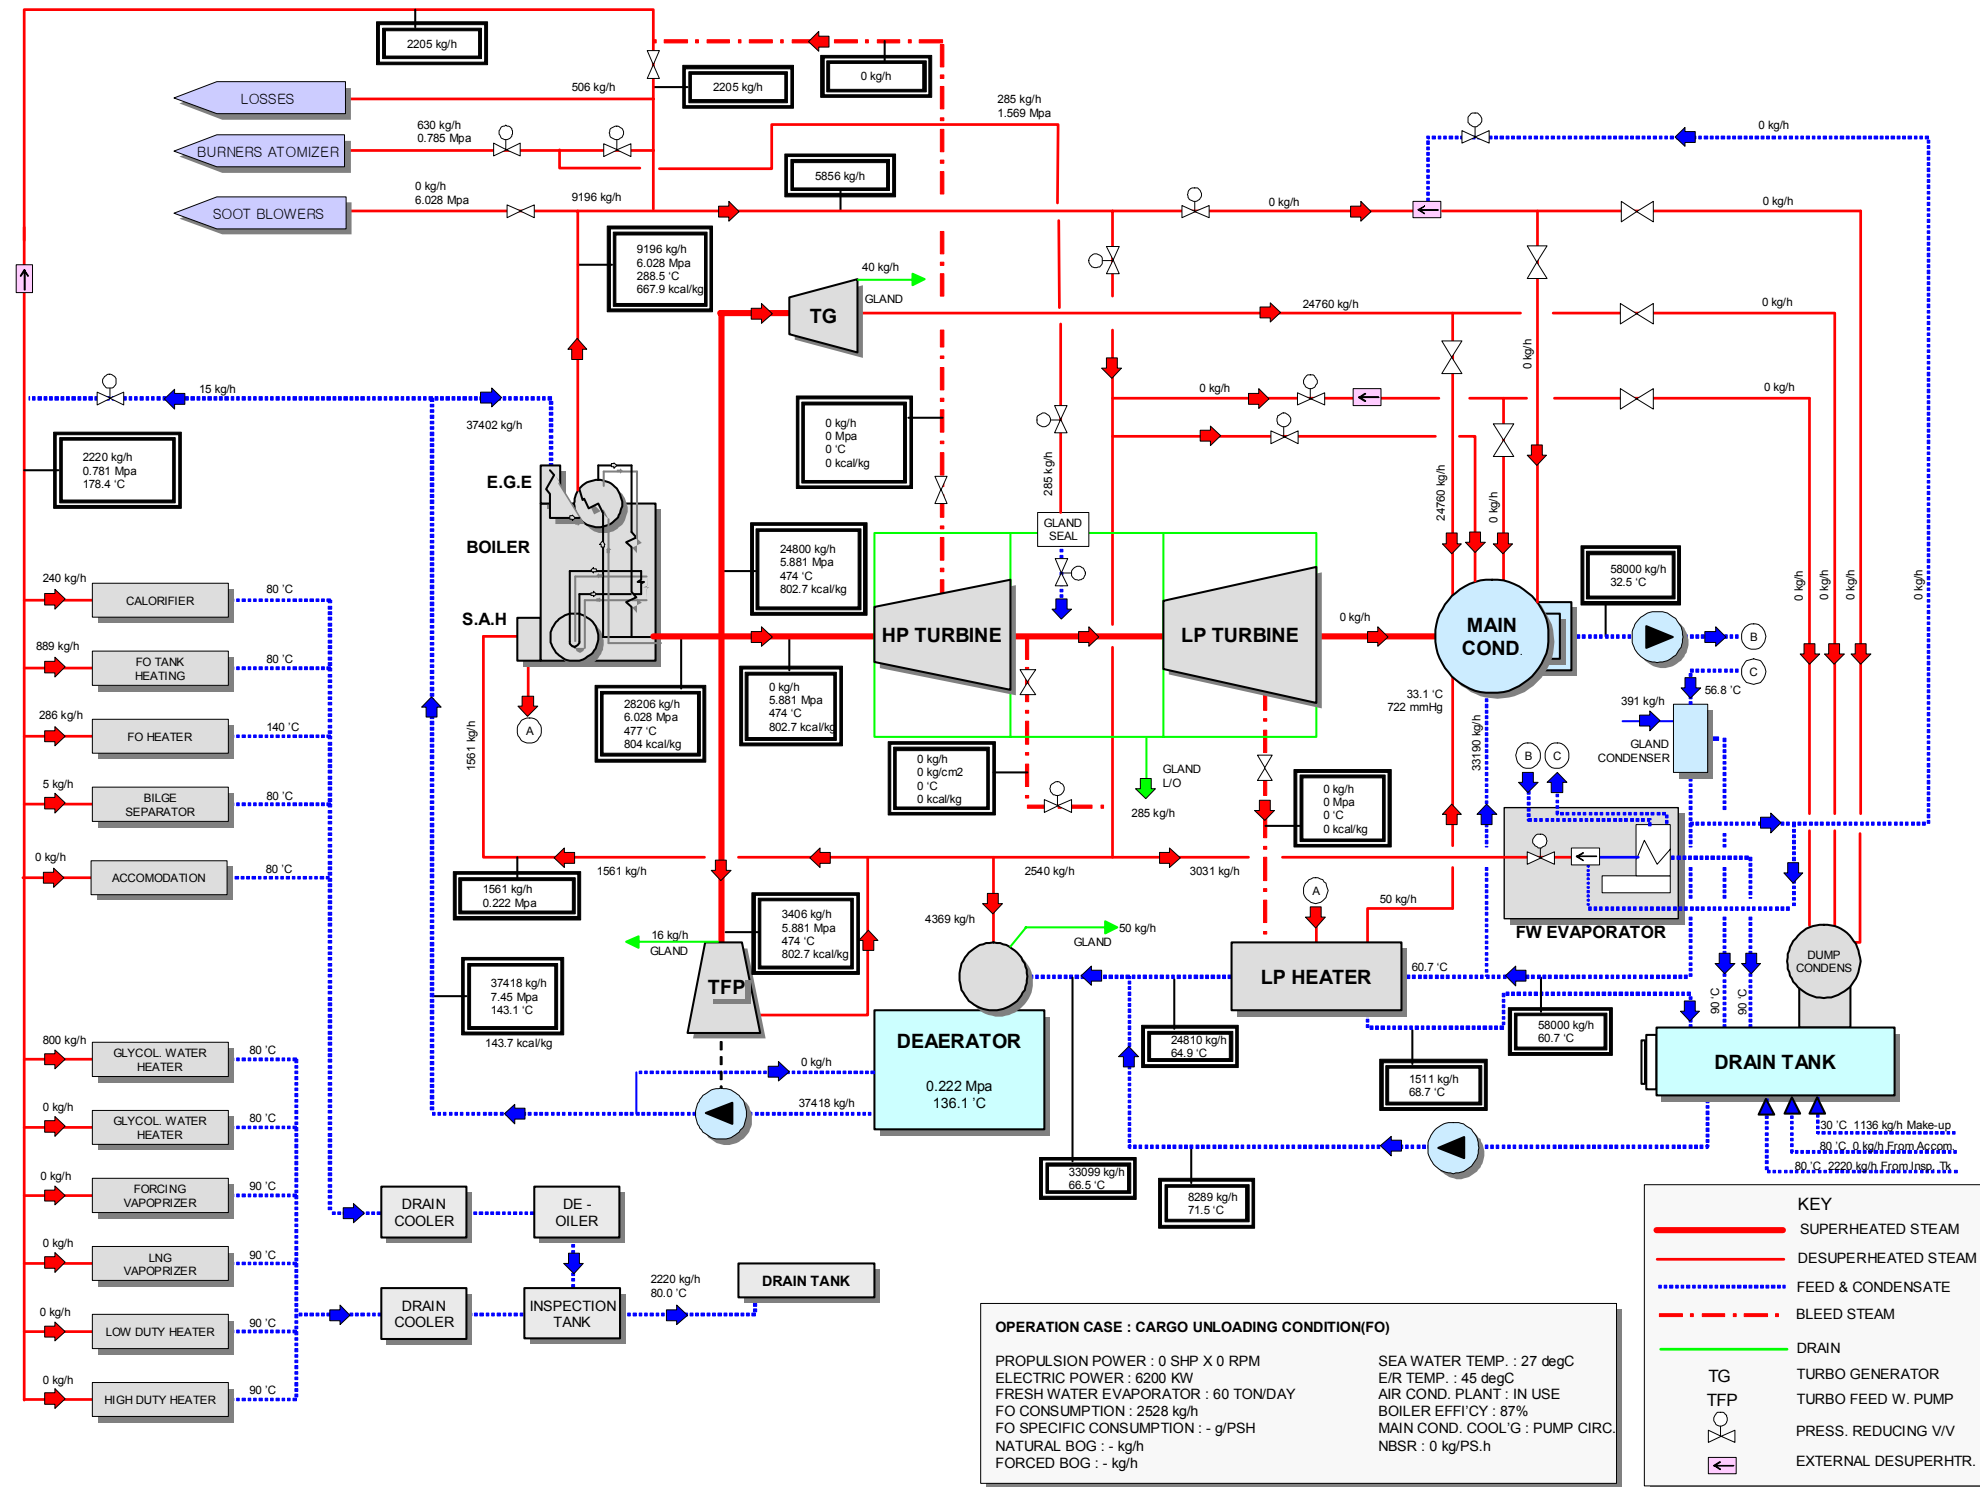 2205 kg/h
0 kg/h
2205 kg/h
506 kg/h
LOSSES
285 kg/h
1.569 Mpa
630 kg/h
0.785 Mpa
BURNERS ATOMIZER
0 kg/h
5856 kg/h
0 kg/h
6.028 Mpa
9196 kg/h
SOOT BLOWERS
0 kg/h
0 kg/h
9196 kg/h
6.028 Mpa
288.5 'C
667.9 kcal/kg
40 kg/h
GLAND
TG
24760 kg/h
0 kg/h
0 kg/h
0 kg/h
15 kg/h
37402 kg/h
0 kg/h
0 Mpa
0 'C
0 kcal/kg
0 kg/h
2220 kg/h
0.781 Mpa
178.4 'C
E.G.E
BOILER
S.A.H
285 kg/h
24760 kg/h
0 kg/h
GLAND
SEAL
24800 kg/h
5.881 Mpa
474 'C
802.7 kcal/kg
58000 kg/h
32.5 'C
0 kg/h
0 kg/h
0 kg/h
0 kg/h
240 kg/h
CALORIFIER
80 'C
889 kg/h
FO TANK
HEATING
80 'C
286 kg/h
FO HEATER
140 'C
5 kg/h
BILGE
SEPARATOR
80 'C
0 kg/h
ACCOMODATION
80 'C
HP TURBINE
LP TURBINE
0 kg/h
MAIN
COND.
B
C
A
1561 kg/h
28206 kg/h
6.028 Mpa
477 'C
804 kcal/kg
0 kg/h
5.881 Mpa
474 'C
802.7 kcal/kg
33.1 'C
722 mmHg
33190 kg/h
56.8 'C
391 kg/h
GLAND
CONDENSER
0 kg/h
0 kg/cm2
0 'C
0 kcal/kg
GLAND
L/O
285 kg/h
0 kg/h
0 Mpa
0 'C
0 kcal/kg
B
C
FW EVAPORATOR
1561 kg/h
2540 kg/h
3031 kg/h
1561 kg/h
0.222 Mpa
3406 kg/h
5.881 Mpa
474 'C
802.7 kcal/kg
16 kg/h
GLAND
TFP
4369 kg/h
50 kg/h
GLAND
A
50 kg/h
LP HEATER
60.7 'C
DUMP
CONDENS
90 'C
90 'C
37418 kg/h
7.45 Mpa
143.1 'C
143.7 kcal/kg
DEAERATOR
0.222 Mpa
136.1 'C
0 kg/h
37418 kg/h
24810 kg/h
64.9 'C
58000 kg/h
60.7 'C
1511 kg/h
68.7 'C
DRAIN TANK
33099 kg/h
66.5 'C
8289 kg/h
71.5 'C
30 'C 1136 kg/h Make-up
80 'C 0 kg/h From Accom.
80 'C 2220 kg/h From Insp. Tk
800 kg/h
GLYCOL. WATER
HEATER
80 'C
0 kg/h
GLYCOL. WATER
HEATER
80 'C
0 kg/h
FORCING
VAPOPRIZER
90 'C
0 kg/h
LNG
VAPOPRIZER
90 'C
0 kg/h
LOW DUTY HEATER
90 'C
0 kg/h
HIGH DUTY HEATER
90 'C
DRAIN
COOLER
DE -
OILER
DRAIN
COOLER
INSPECTION
TANK
2220 kg/h
80.0 'C
DRAIN TANK
OPERATION CASE : CARGO UNLOADING CONDITION(FO)
PROPULSION POWER : 0 SHP X 0 RPM
ELECTRIC POWER : 6200 KW
FRESH WATER EVAPORATOR : 60 TON/DAY
FO CONSUMPTION : 2528 kg/h
FO SPECIFIC CONSUMPTION : - g/PSH
NATURAL BOG : - kg/h
FORCED BOG : - kg/h
SEA WATER TEMP. : 27 degC
E/R TEMP. : 45 degC
AIR COND. PLANT : IN USE
BOILER EFFI'CY : 87%
MAIN COND. COOL'G : PUMP CIRC.
NBSR : 0 kg/PS.h
KEY
SUPERHEATED STEAM
DESUPERHEATED STEAM
FEED & CONDENSATE
BLEED STEAM
DRAIN
TG TURBO GENERATOR
TFP TURBO FEED W. PUMP
PRESS. REDUCING V/V
EXTERNAL DESUPERHTR.